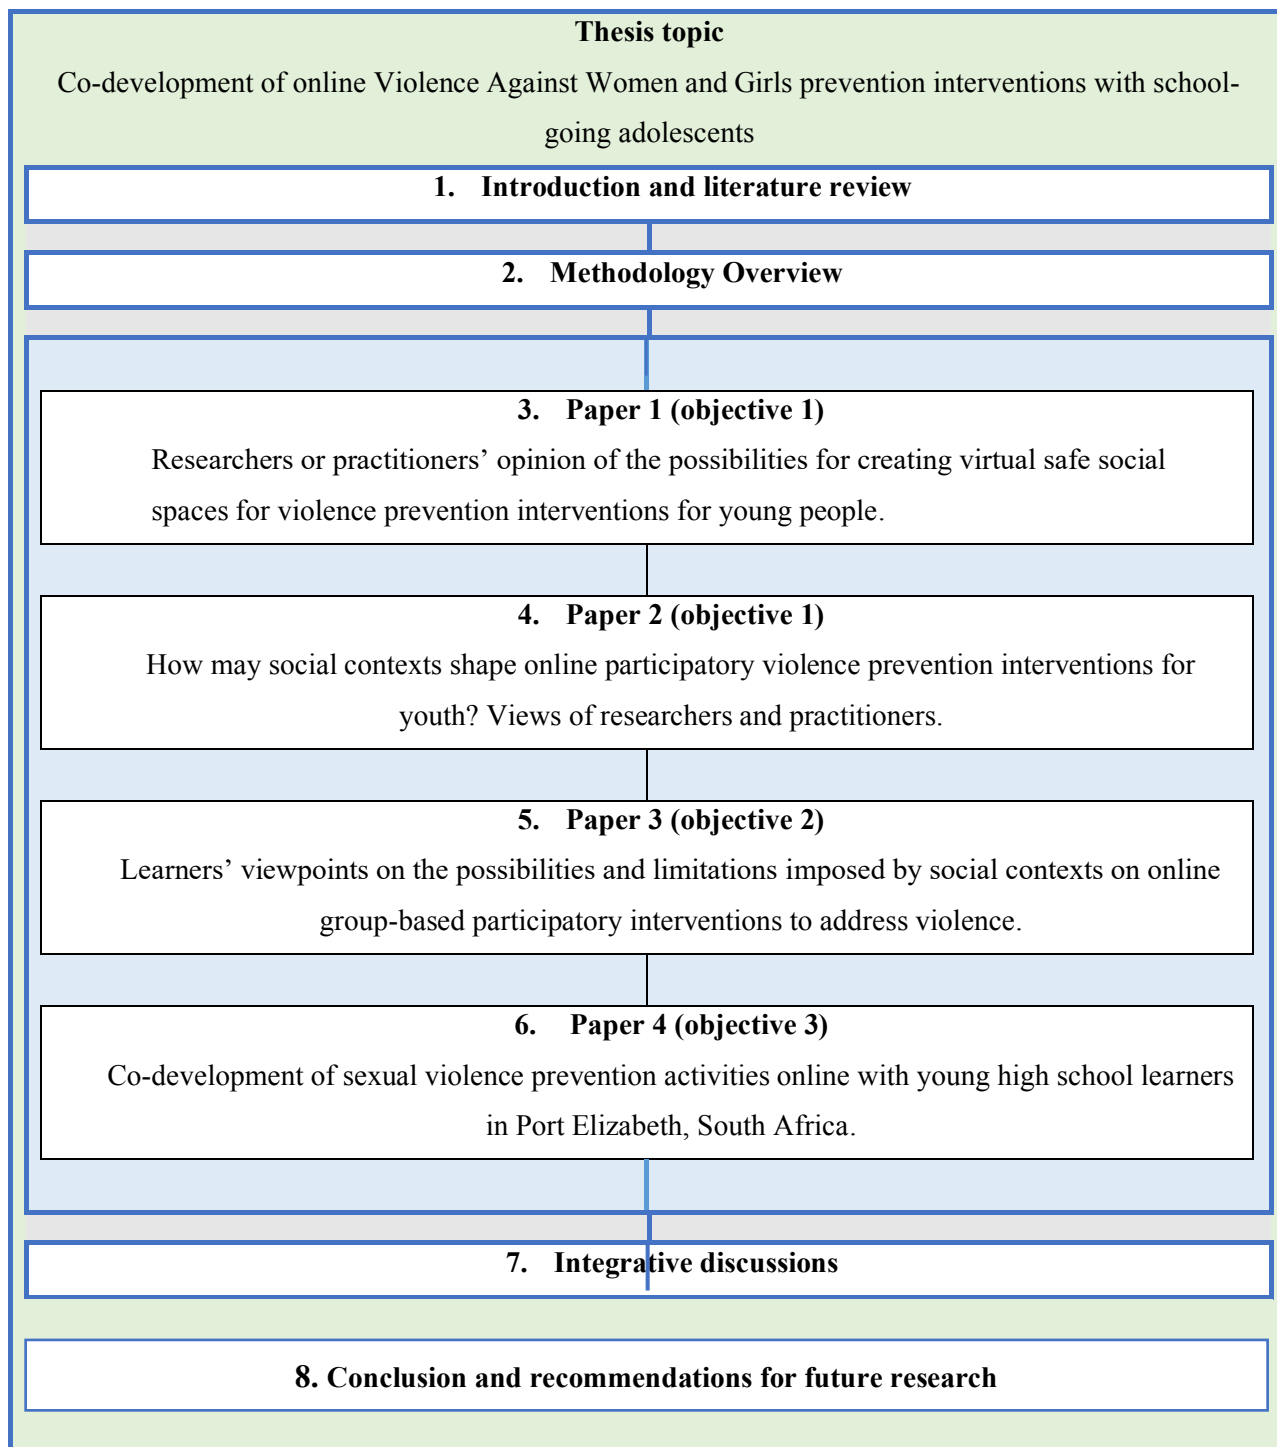 Thesis topic
Co-development of online Violence Against Women and Girls prevention interventions with school-
going adolescents
1. Introduction and literature review
2. Methodology Overview
3. Paper 1 (objective 1)
Researchers or practitioners’ opinion of the possibilities for creating virtual safe social
spaces for violence prevention interventions for young people.
4. Paper 2 (objective 1)
How may social contexts shape online participatory violence prevention interventions for
youth? Views of researchers and practitioners.
5. Paper 3 (objective 2)
Learners’ viewpoints on the possibilities and limitations imposed by social contexts on online
group-based participatory interventions to address violence.
6. Paper 4 (objective 3)
Co-development of sexual violence prevention activities online with young high school learners
in Port Elizabeth, South Africa.
7. Integrative discussions
8. Conclusion and recommendations for future research